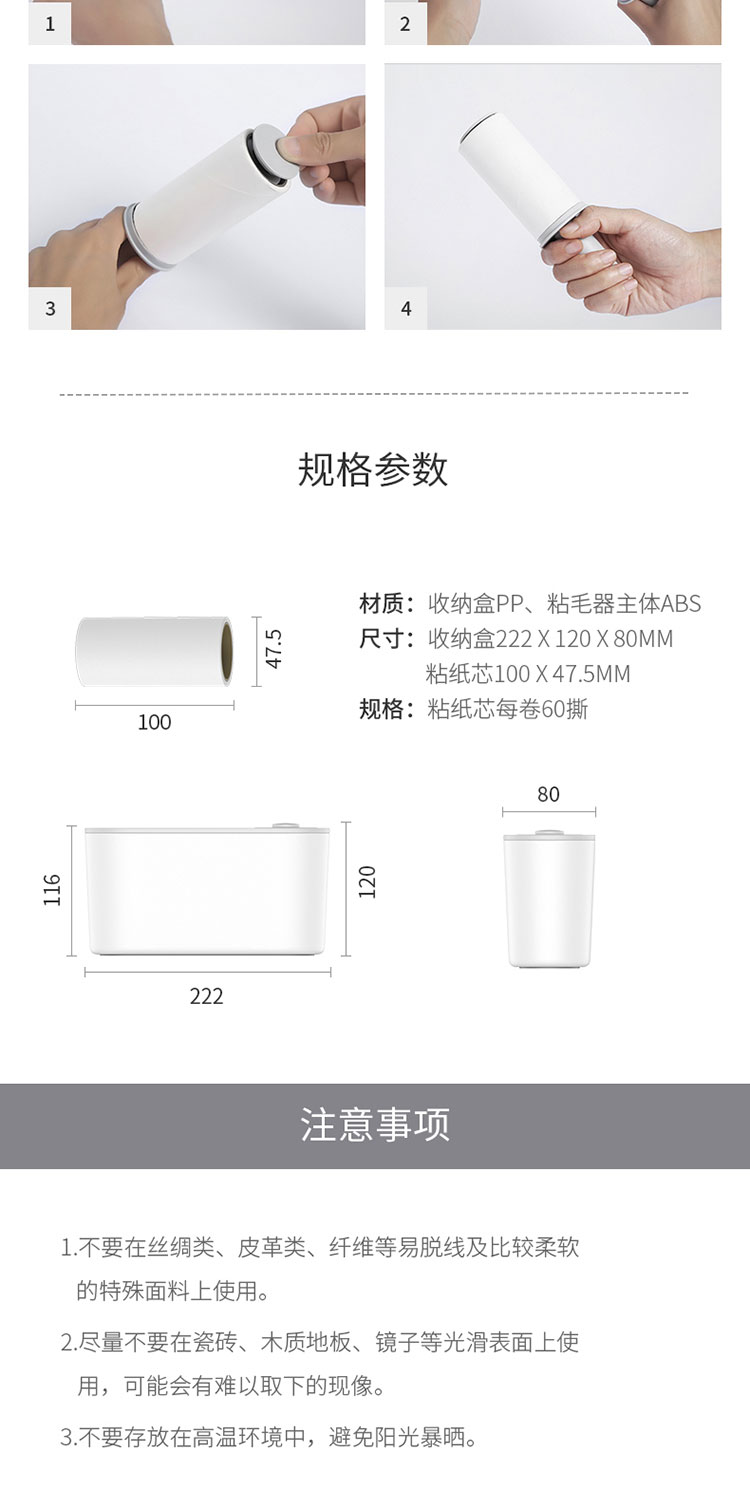 1
2
3
4
规格参数
材质：收纳盒PP、粘毛器主体ABS
尺寸：收纳盒222 X 120 X 80MM
粘纸芯100 X 47.5MM
规格：粘纸芯每卷60撕
47.5
100
80
116
120
222
注意事项
1.不要在丝绸类、皮革类、纤维等易脱线及比较柔软
的特殊面料上使用。
2.尽量不要在瓷砖、木质地板、镜子等光滑表面上使
用，可能会有难以取下的现像。
3.不要存放在高温环境中，避免阳光暴晒。